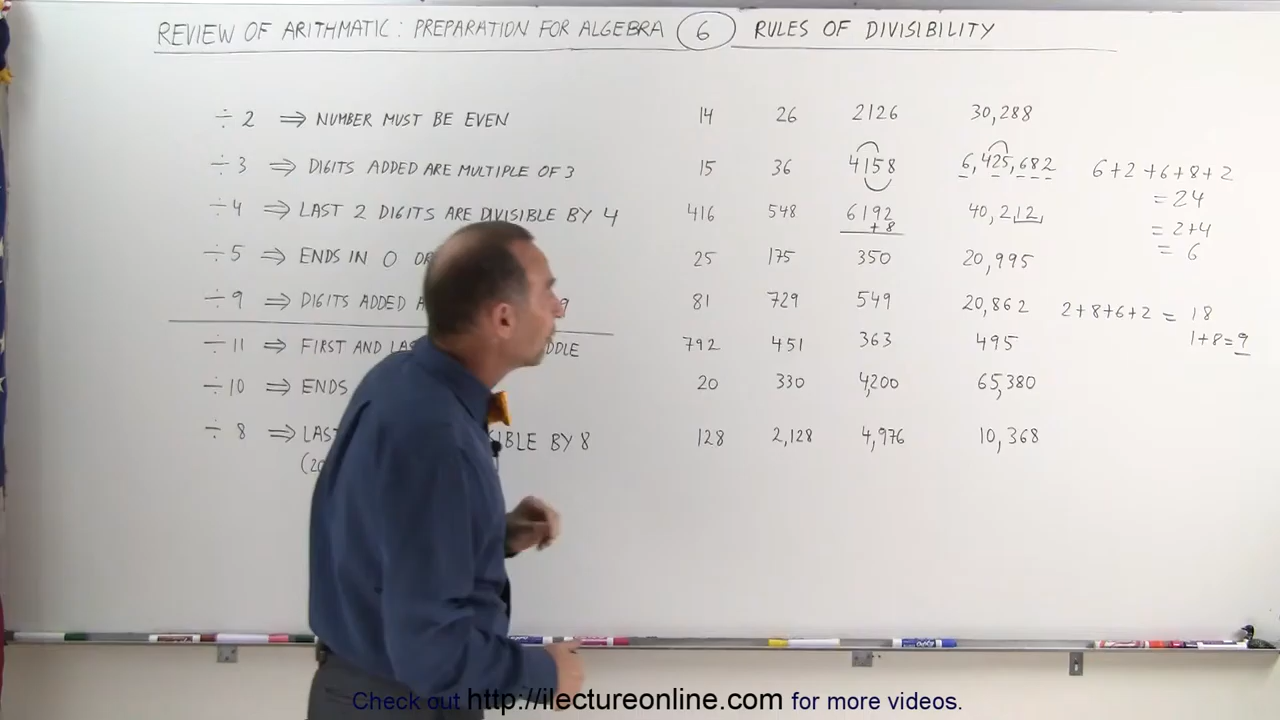 REVIEW OF ARITHMATIC: PREPARATION FOR ALGEBRA 6 RULES OF DIVISIBILITY
÷ 2 ⇒ NUMBER MUST BE EVEN 14 26 2126 30,288
÷ 3 ⇒ DIGITS ADDED ARE MULTIPLE OF 3 15 36 4158 6,425,682 6+2+6+8+2
= 24
÷ 4 ⇒ LAST 2 DIGITS ARE DIVISIBLE BY 4 416 548 6192 40,212
+8
= 2+4
= 6
÷ 5 ⇒ ENDS IN 0 OR 25 175 350 20,995
÷ 9 ⇒ DIGITS ADDED 9 81 729 549 20,862 2+8+6+2 = 18
÷ 11 ⇒ FIRST AND 792 451 363 495 1+8=9
÷ 10 ⇒ ENDS 20 330 4,200 65,380
÷ 8 ⇒ LAST BY 8 128 2,128 4,976 10,368
Check out http://ilectureonline.com for more videos.